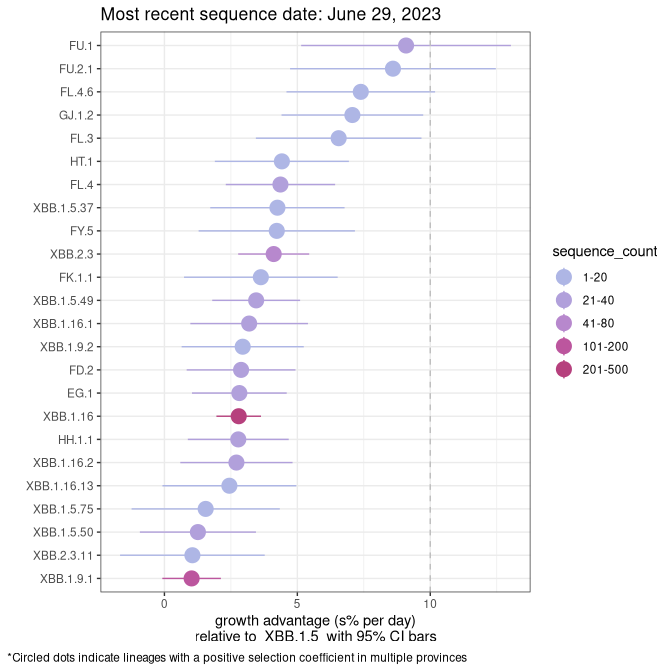 Most recent sequence date: June 29, 2023
FU.1
FU.2.1
FL.4.6
GJ.1.2
FL.3
HT.1
FL.4
XBB.1.5.37
FY.5
XBB.2.3
FK.1.1
XBB.1.5.49
XBB.1.16.1
XBB.1.9.2
FD.2
EG.1
XBB.1.16
HH.1.1
XBB.1.16.2
XBB.1.16.13
XBB.1.5.75
XBB.1.5.50
XBB.2.3.11
XBB.1.9.1
0 5 10
growth advantage (s% per day)
relative to XBB.1.5 with 95% CI bars
sequence_count
1-20
21-40
41-80
101-200
201-500
*Circled dots indicate lineages with a positive selection coefficient in multiple provinces